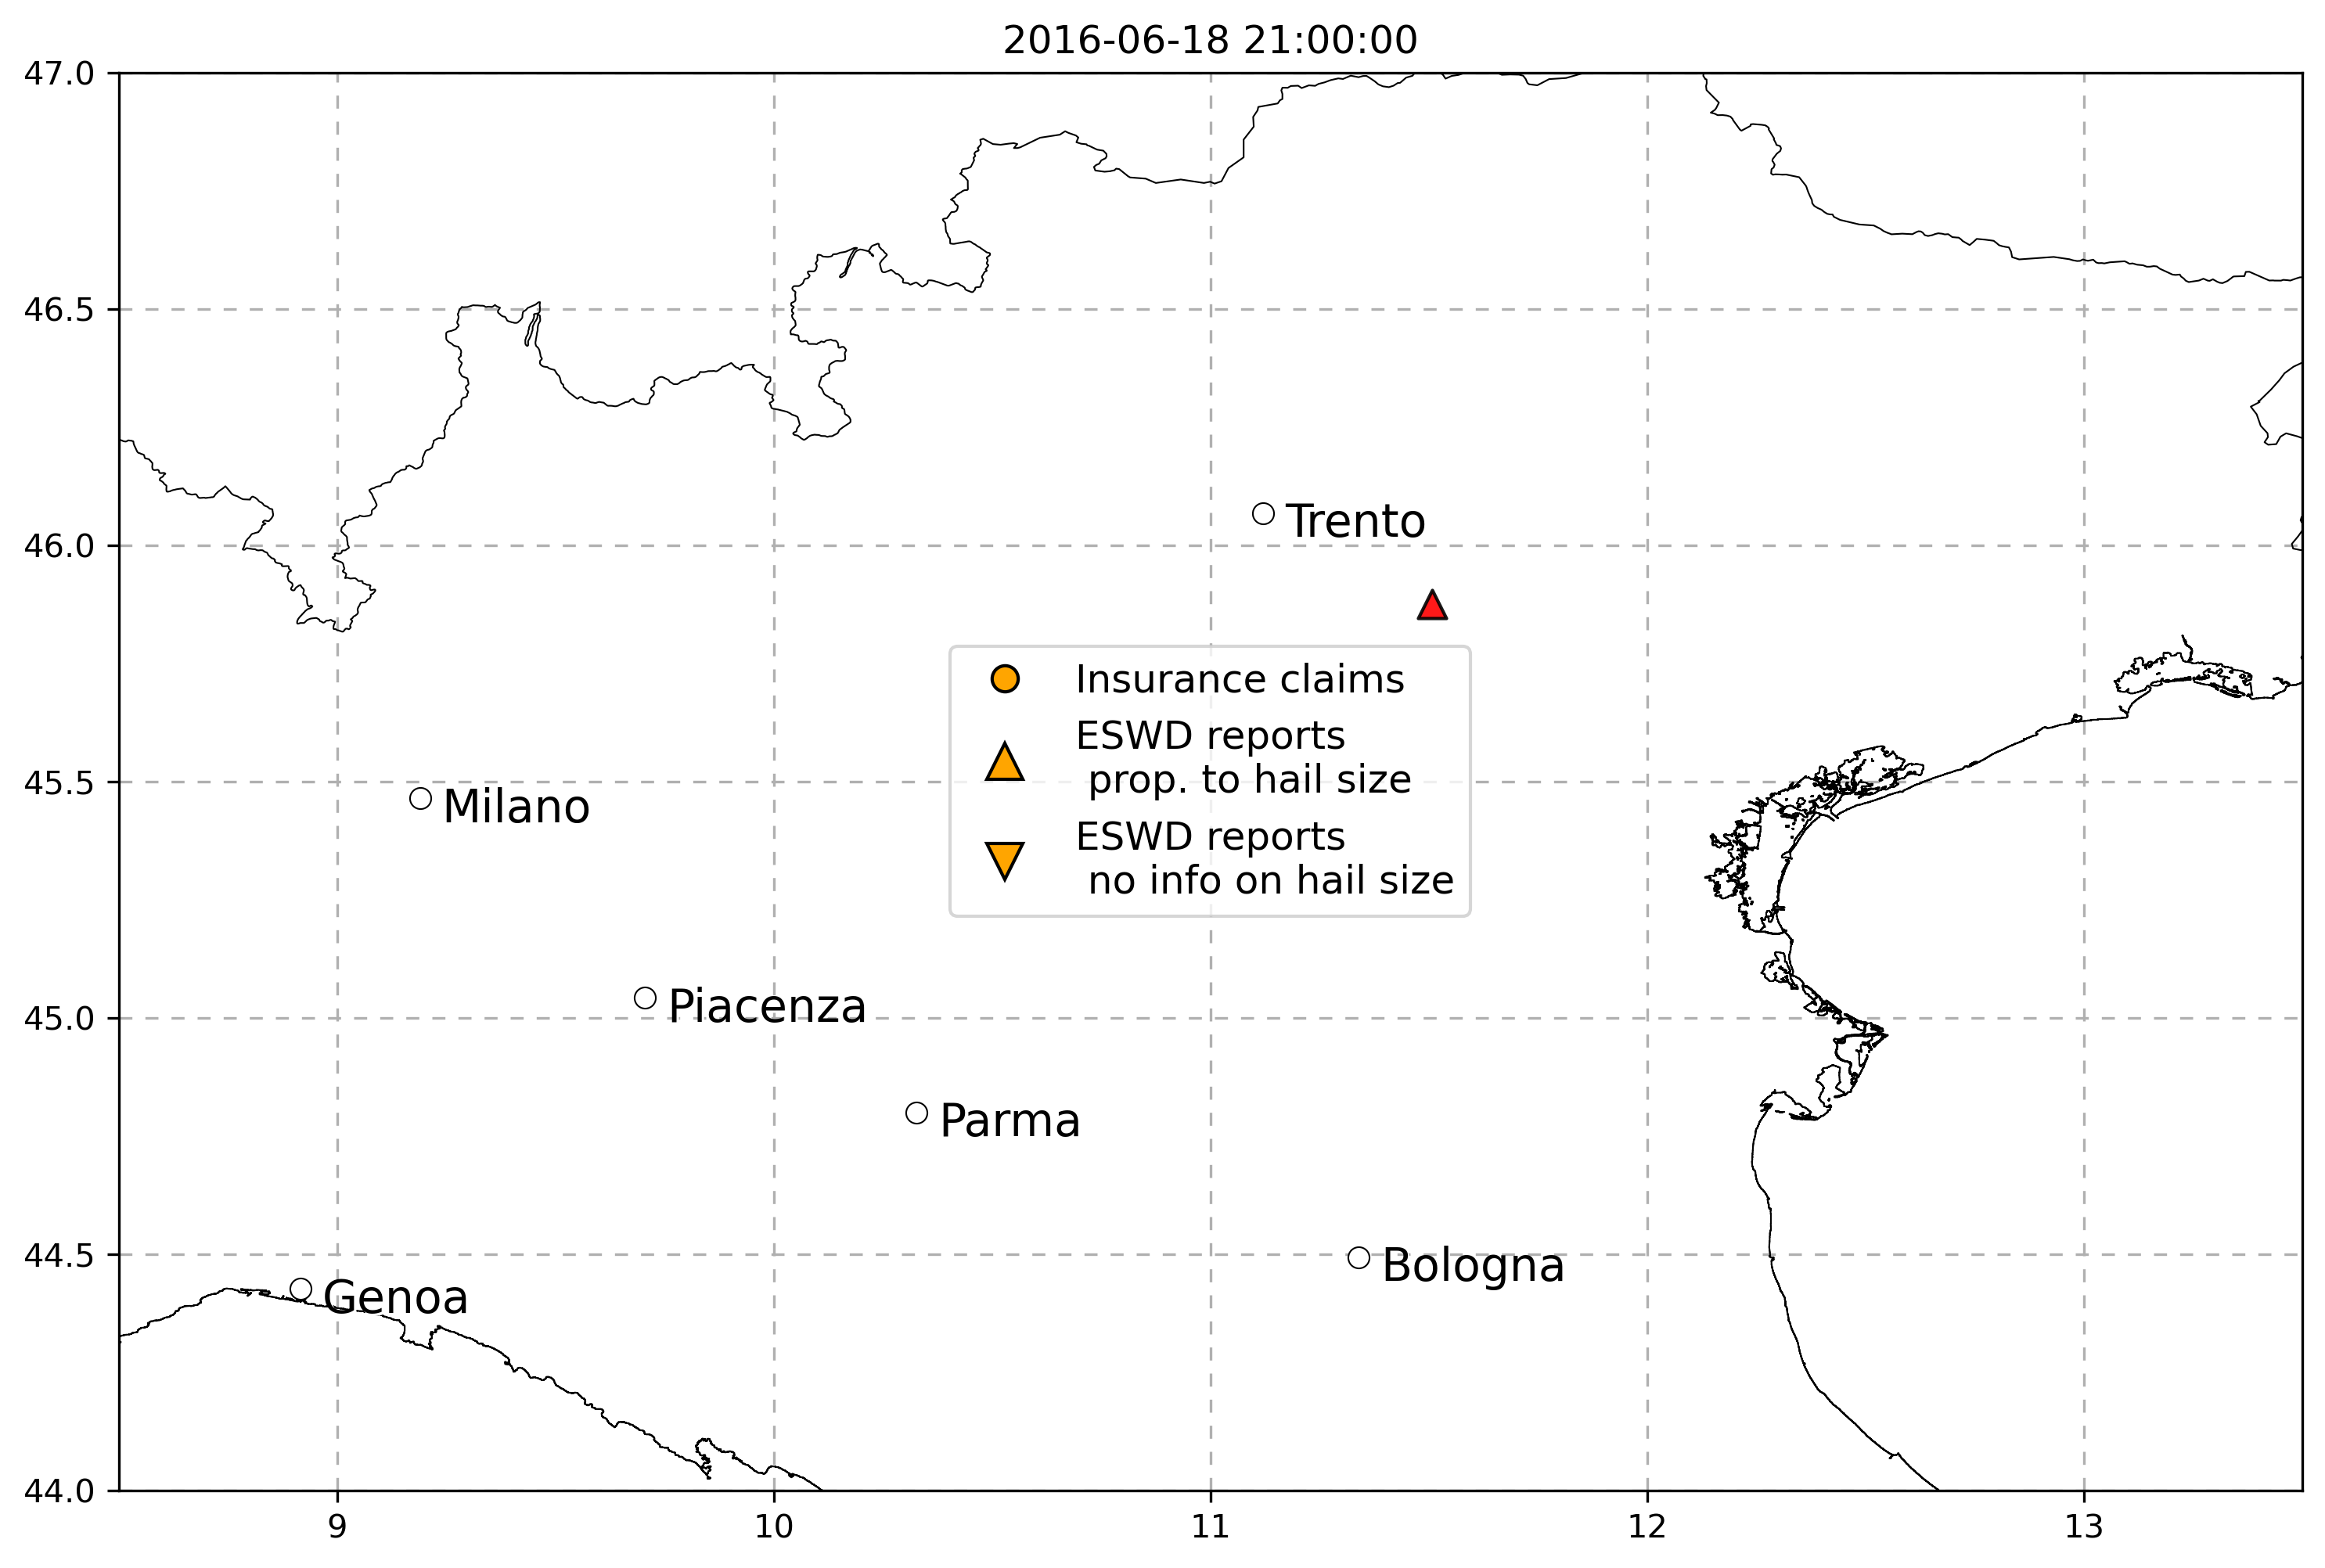 2016-06-18 21:00:00
47.0
46.5
46.0
45.5
45.0
44.5
44.0
Trento
Insurance claims
ESWD reports
prop. to hail size
ESWD reports
no info on hail size
Milano
Piacenza
Parma
Bologna
Genoa
9
10
11
12
13